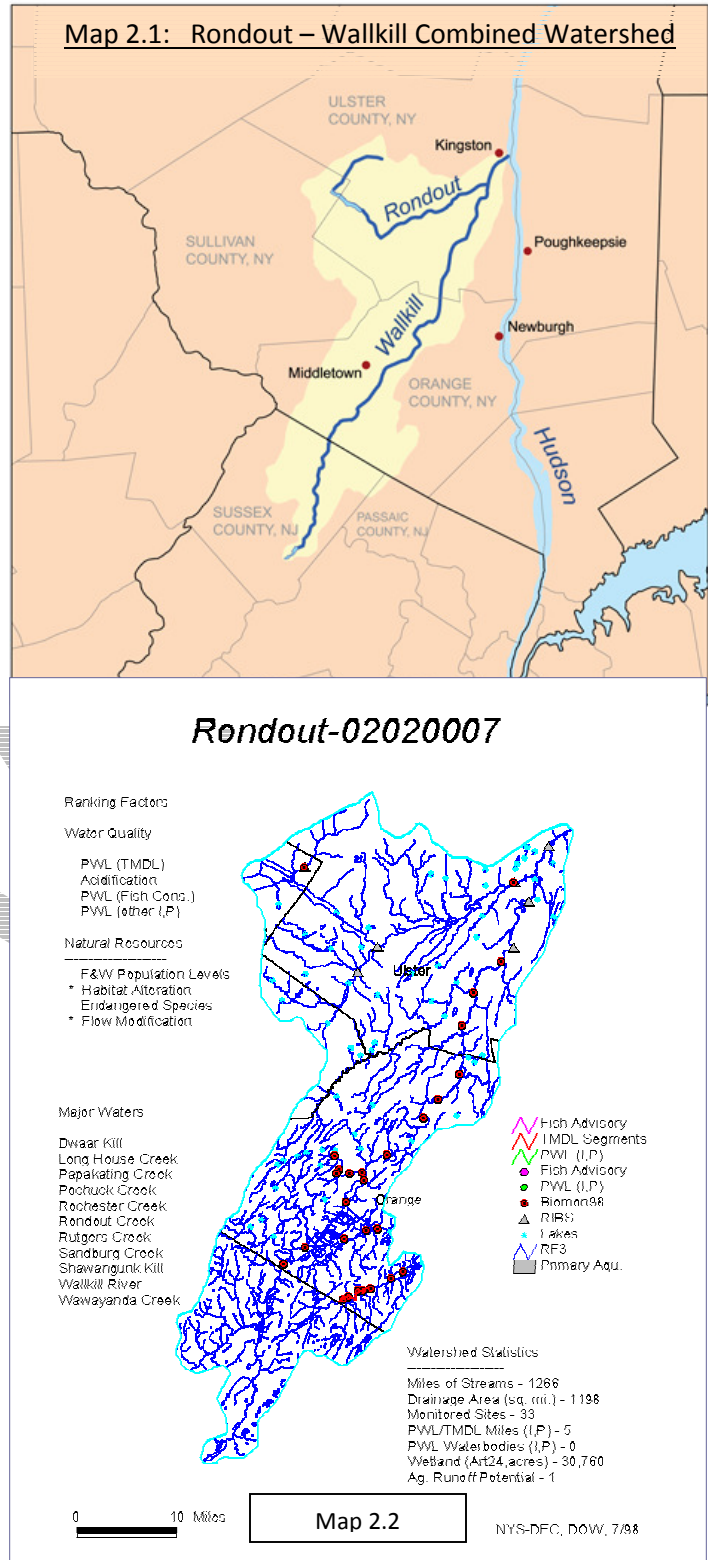 Map 2.1: Rondout – Wallkill Combined Watershed
ULSTER
COUNTY, NY
Kingston
Rondout
SULLIVAN
COUNTY, NY
Poughkeepsie
Wallkill
Newburgh
Middletown
ORANGE
COUNTY, NY
Hudson
SUSSEX
COUNTY, NJ
PASSAIC
COUNTY, NJ
Rondout-02020007
Ranking Factors
Water Quality
PWL (TMDL)
Acidification
PWL (Fish Cons.)
PWL (other I,P)
Natural Resources
--------------------
F&W Population Levels
* Habitat Alteration
Endangered Species
* Flow Modification
Ulster
Major Waters
Dwaar Kill
Long House Creek
Papakating Creek
Pochuck Creek
Rochester Creek
Rondout Creek
Rutgers Creek
Sandburg Creek
Shawangunk Kill
Wallkill River
Wawayanda Creek
Orange
Fish Advisory
TMDL Segments
PWL (I,P)
Fish Advisory
PWL (I,P)
Biomon98
RIBS
Lakes
RF3
Primary Aqu.
Watershed Statistics
--------------------
Miles of Streams - 1266
Drainage Area (sq. mi.) - 1198
Monitored Sites - 33
PWL/TMDL Miles (I,P) - 5
PWL Waterbodies (I,P) - 0
Wetland (Art24,acres) - 30,760
Ag. Runoff Potential - 1
0 10 Miles
Map 2.2
NYS-DEC, DOW, 7/98